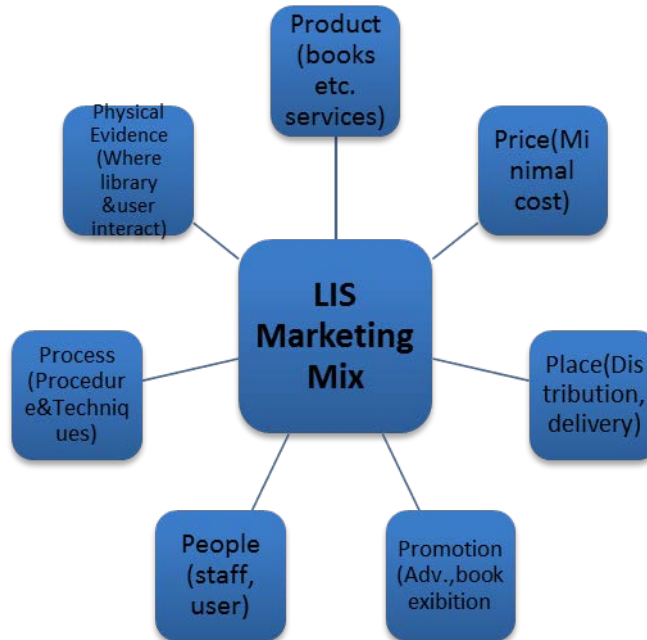 Product
(books
etc.
services)
Physical
Evidence
(Where
library
&user
interact)
Price(Mi
nimal
cost)
LIS
Marketing
Mix
Process
(Procedur
e&Techniq
ues)
Place(Dis
tribution,
delivery)
People
(staff,
user)
Promotion
(Adv.,book
exibition